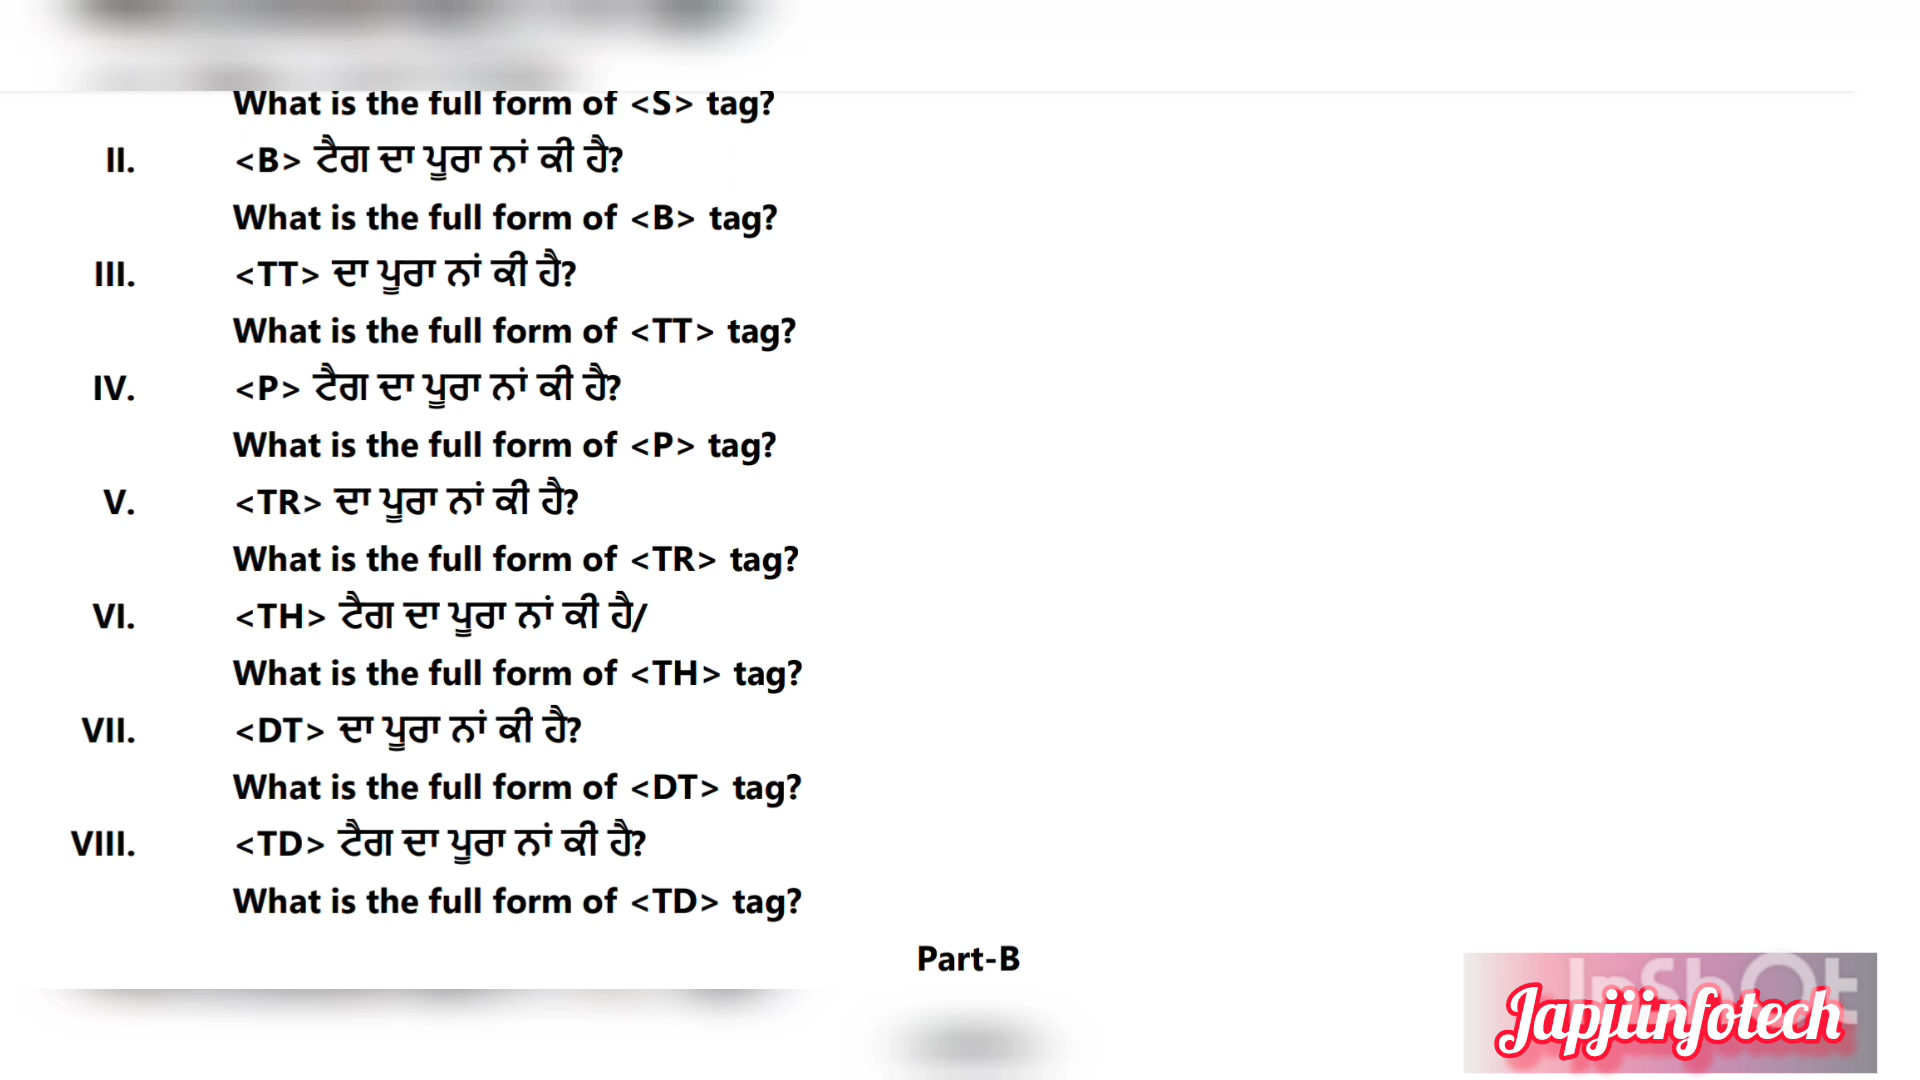 What is the full form of <S> tag?
II. <B> ਟੈਗ ਦਾ ਪੂਰਾ ਨਾਂ ਕੀ ਹੈ?
What is the full form of <B> tag?
III. <TT> ਦਾ ਪੂਰਾ ਨਾਂ ਕੀ ਹੈ?
What is the full form of <TT> tag?
IV. <P> ਟੈਗ ਦਾ ਪੂਰਾ ਨਾਂ ਕੀ ਹੈ?
What is the full form of <P> tag?
V. <TR> ਦਾ ਪੂਰਾ ਨਾਂ ਕੀ ਹੈ?
What is the full form of <TR> tag?
VI. <TH> ਟੈਗ ਦਾ ਪੂਰਾ ਨਾਂ ਕੀ ਹੈ/
What is the full form of <TH> tag?
VII. <DT> ਦਾ ਪੂਰਾ ਨਾਂ ਕੀ ਹੈ?
What is the full form of <DT> tag?
VIII. <TD> ਟੈਗ ਦਾ ਪੂਰਾ ਨਾਂ ਕੀ ਹੈ?
What is the full form of <TD> tag?
Part-B
InShOt
Japjiinfotech